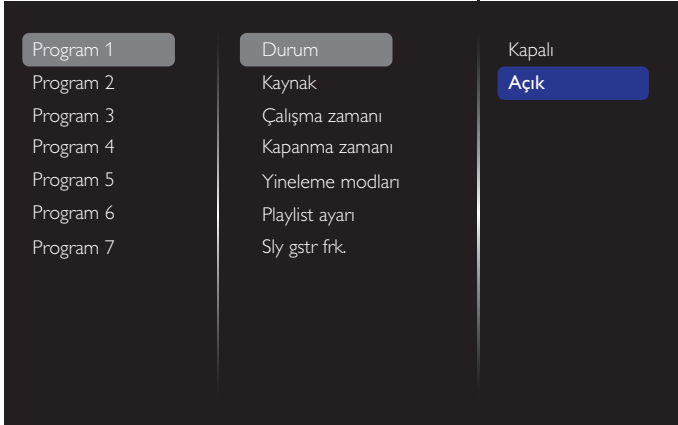 Program 1
Program 2
Program 3
Program 4
Program 5
Program 6
Program 7
Durum
Kaynak
Çalışma zamanı
Kapanma zamanı
Yineleme modları
Playlist ayarı
Sly gstr frk.
Kapalı
Açık